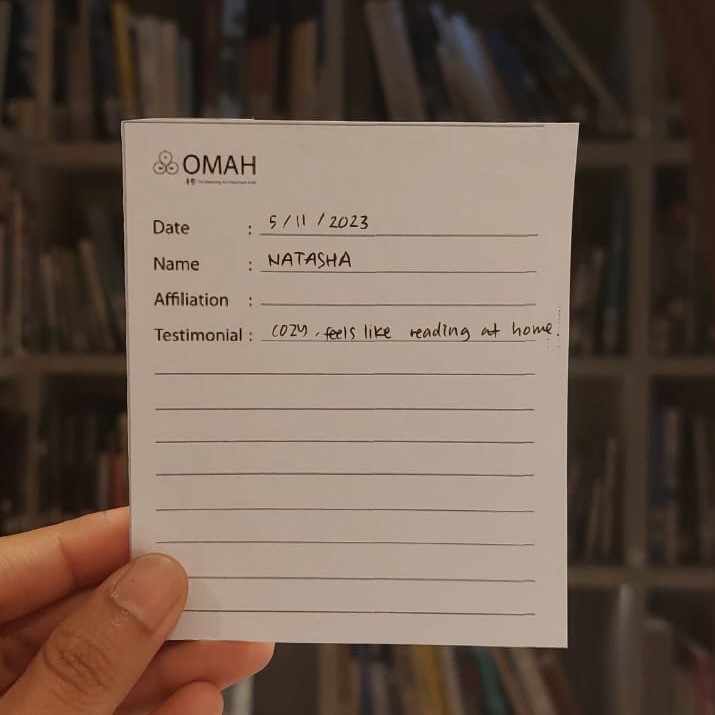 OMAH
Date : 5/11/2023
Name : NATASHA
Affiliation :
Testimonial : COZY, feels like reading at home.